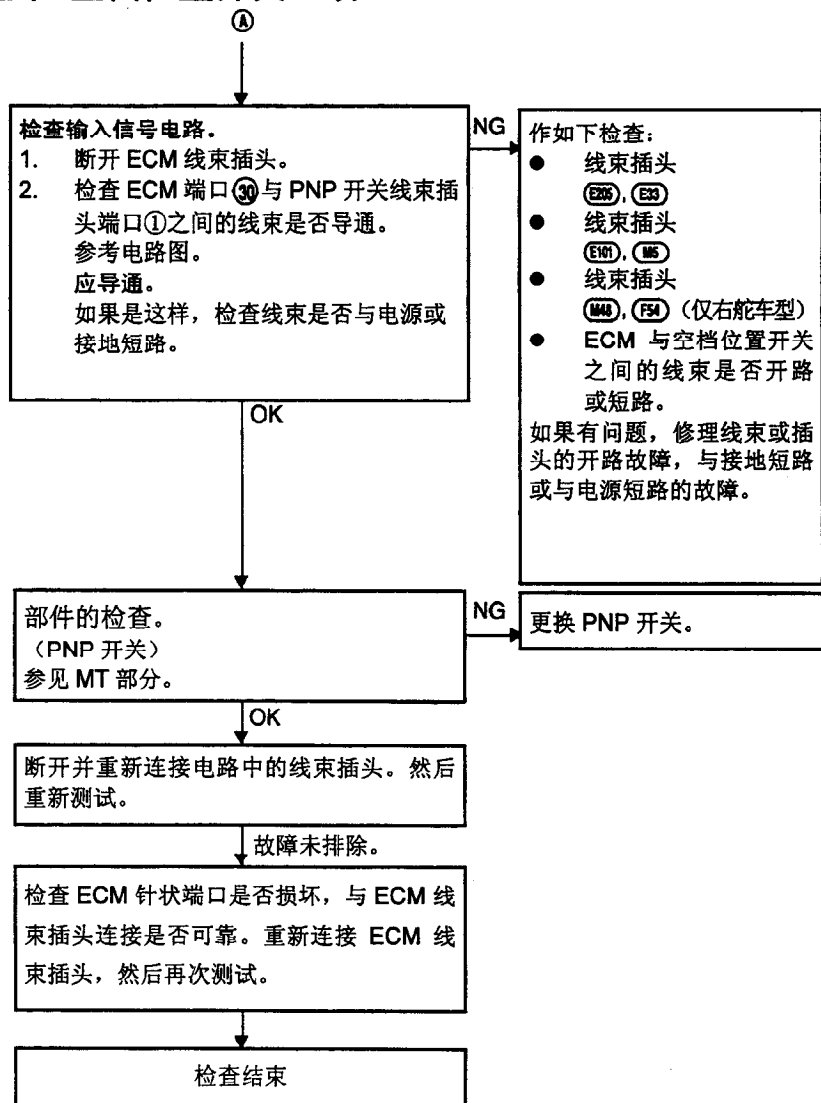 Ⓐ
检查输入信号电路.
1. 断开 ECM 线束插头。
2. 检查 ECM 端口㉚与 PNP 开关线束插
头端口①之间的线束是否导通。
参考电路图。
应导通。
如果是这样，检查线束是否与电源或
接地短路。
NG
作如下检查：
● 线束插头
E205, E33
● 线束插头
E101, M5
● 线束插头
M48, F54（仅右舵车型）
● ECM 与空档位置开关
之间的线束是否开路
或短路。
如果有问题，修理线束或插
头的开路故障，与接地短路
或与电源短路的故障。
OK
部件的检查。
（PNP 开关）
参见 MT 部分。
NG
更换 PNP 开关。
OK
断开并重新连接电路中的线束插头。然后
重新测试。
故障未排除。
检查 ECM 针状端口是否损坏，与 ECM 线
束插头连接是否可靠。重新连接 ECM 线
束插头，然后再次测试。
检查结束